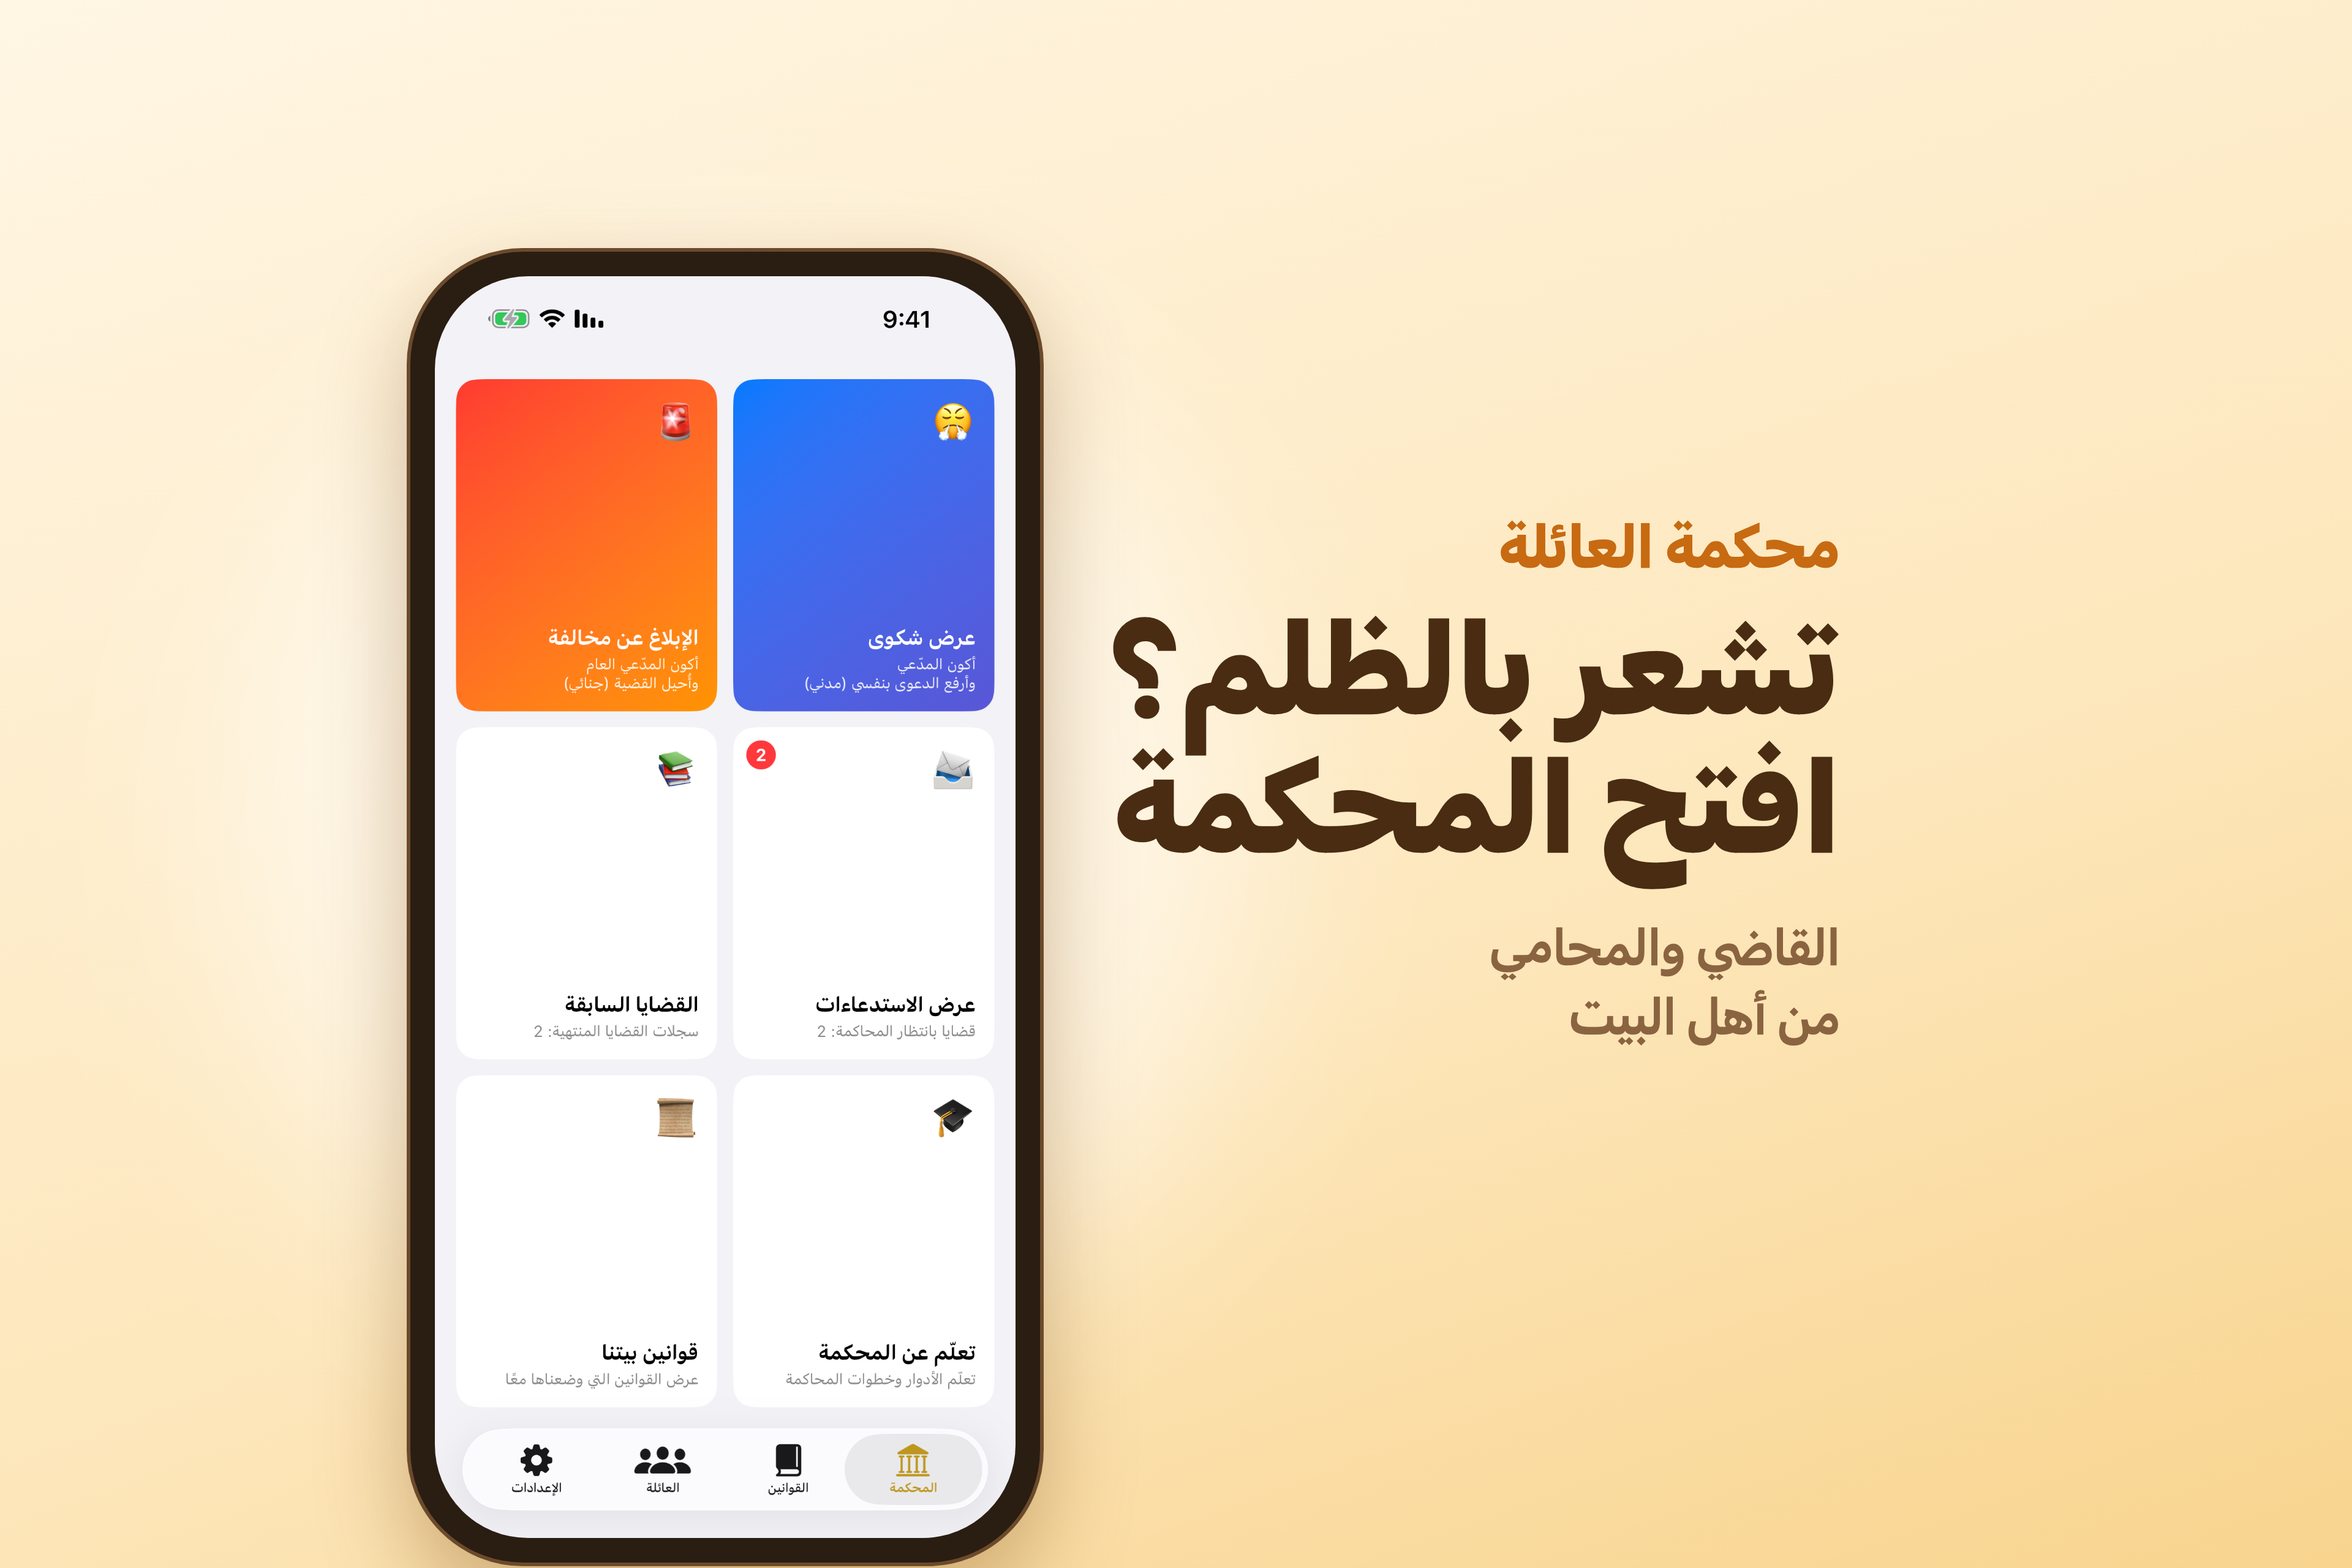 محكمة العائلة
تشعر بالظلم؟
افتح المحكمة
القاضي والمحامي
من أهل البيت
9:41
عرض شكوى
أكون المدّعي
وأرفع الدعوى بنفسي (مدني)
الإبلاغ عن مخالفة
أكون المدّعي العام
وأُحيل القضية (جنائي)
2
عرض الاستدعاءات
قضايا بانتظار المحاكمة: 2
القضايا السابقة
سجلات القضايا المنتهية: 2
تعلّم عن المحكمة
تعلّم الأدوار وخطوات المحاكمة
قوانين بيتنا
عرض القوانين التي وضعناها معًا
المحكمة
القوانين
العائلة
الإعدادات